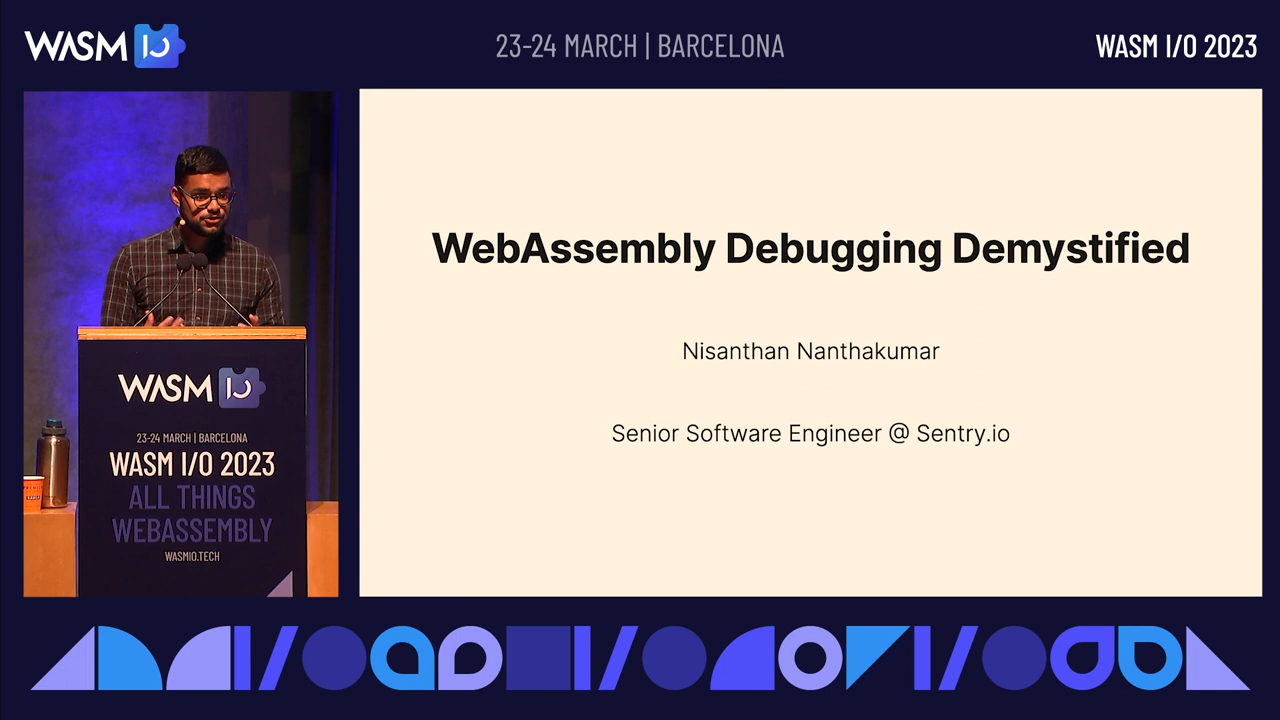 WASM IO
23-24 MARCH | BARCELONA
WASM I/O 2023
WebAssembly Debugging Demystified
Nisanthan Nanthakumar
Senior Software Engineer @ Sentry.io
WASM IO
23-24 MARCH | BARCELONA
WASM I/O 2023
ALL THINGS
WEBASSEMBLY
WASMIO.TECH